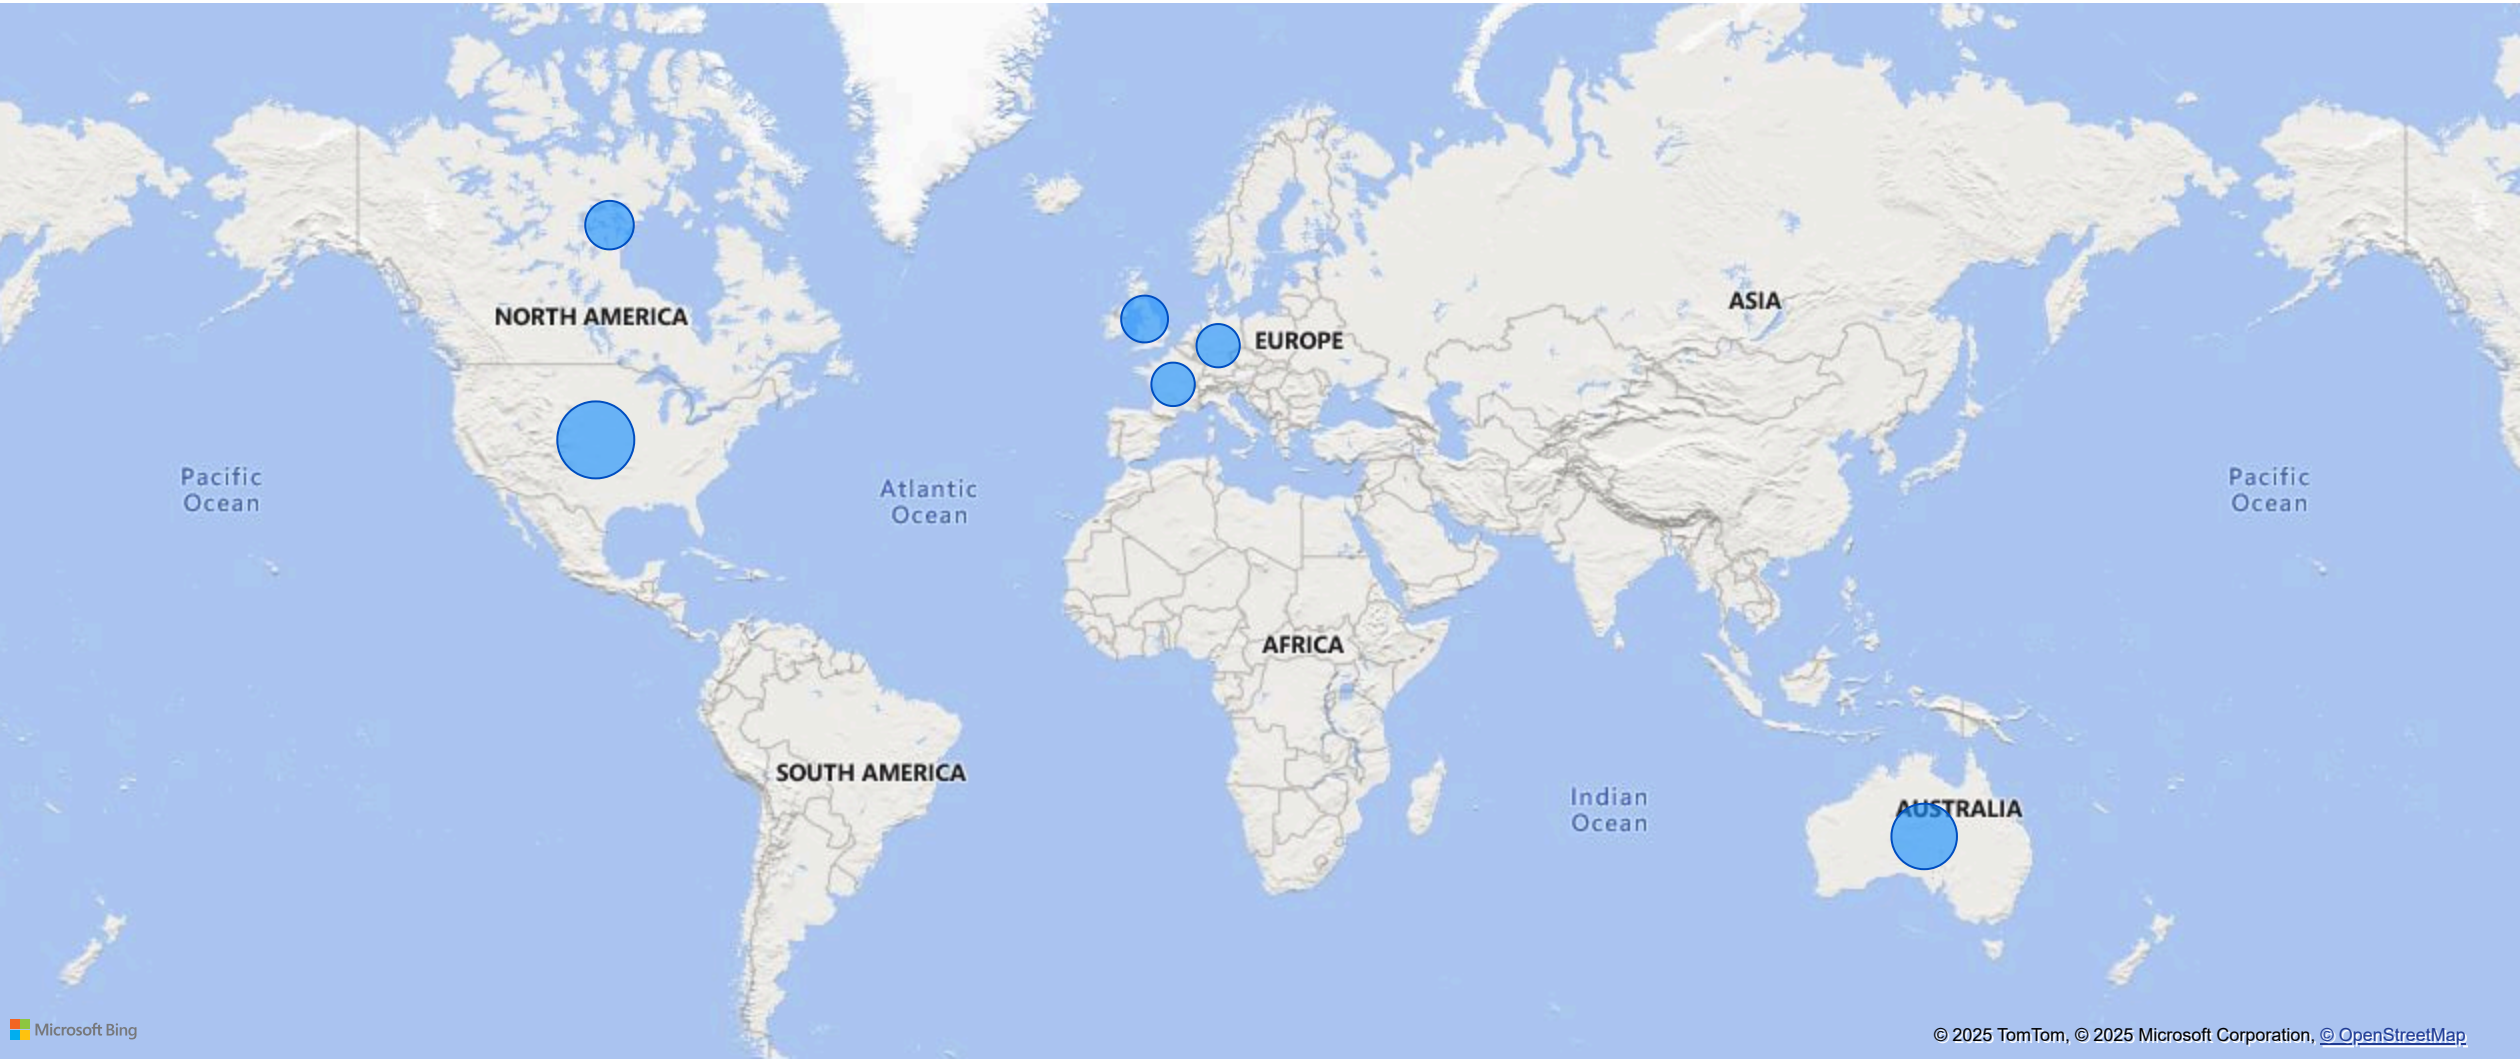 NORTH AMERICA
EUROPE
ASIA
Pacific
Ocean
Atlantic
Ocean
Pacific
Ocean
AFRICA
SOUTH AMERICA
Indian
Ocean
AUSTRALIA
Microsoft Bing
© 2025 TomTom, © 2025 Microsoft Corporation, © OpenStreetMap